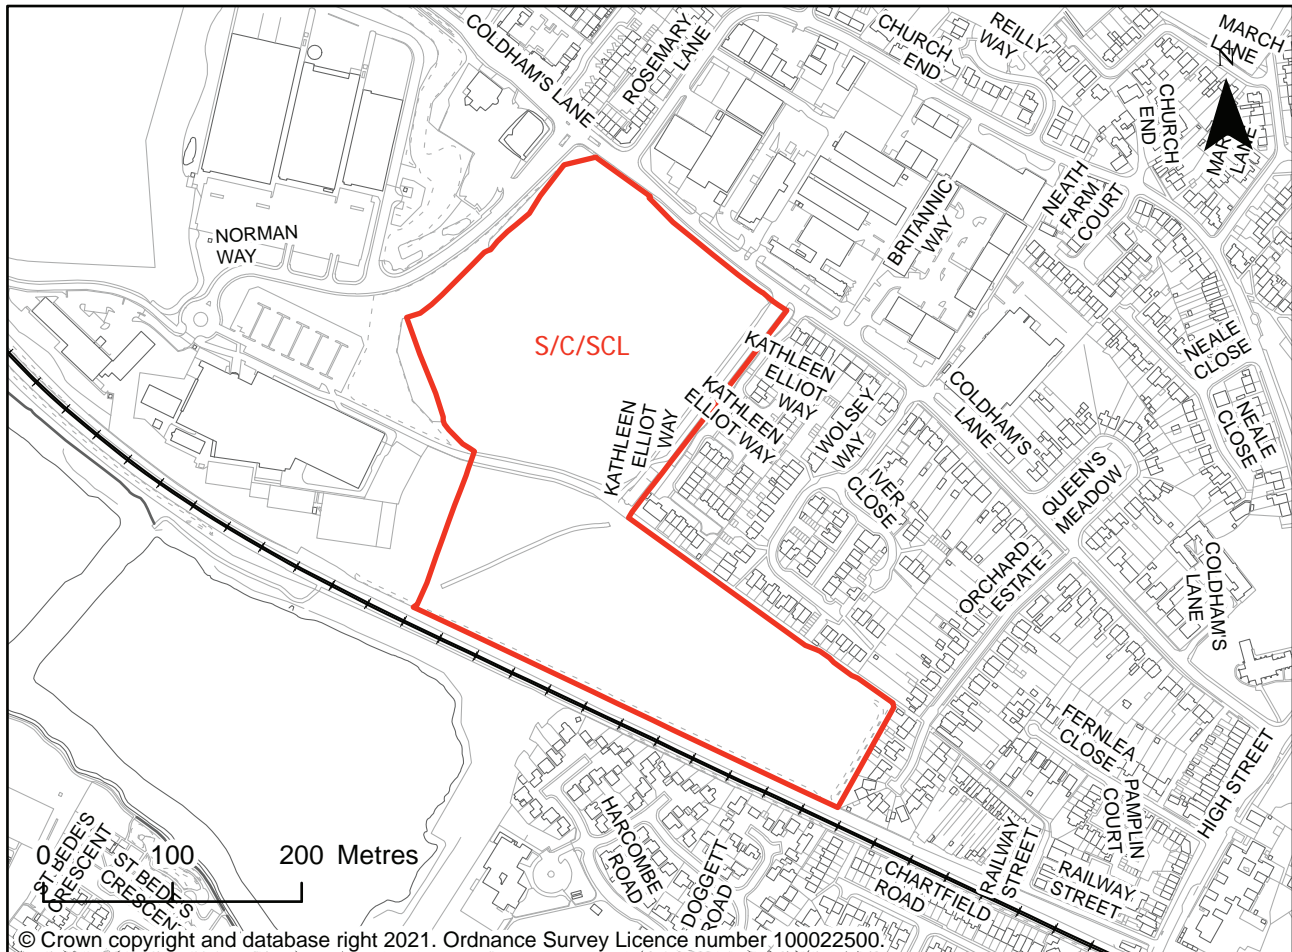 COLDHAM'S LANE
ROSEMARY
LANE
CHURCH
END
REILLY
WAY
MARCH
LANE
N
CHURCH
END
LANE
NEATH
FARM
COURT
BRITANNIC
WAY
NORMAN
WAY
S/C/SCL
KATHLEEN
ELLIOT
WAY
KATHLEEN
ELLIOT WAY
KATHLEEN
ELLIOT
WAY
WOLSEY
WAY
IVER
CLOSE
COLDHAM'S
LANE
NEALE
CLOSE
NEALE
CLOSE
QUEEN'S
MEADOW
ORCHARD
ESTATE
COLDHAM'S
LANE
FERNLEA
CLOSE
PAMPLIN
COURT
HIGH STREET
RAILWAY
STREET
RAILWAY
STREET
CHARTFIELD
ROAD
HARCOMBE
ROAD
DOGGETT
ROAD
ST.BEDE'S
CRESCENT
ST.BEDE'S
CRESCENT
0 100 200 Metres
© Crown copyright and database right 2021. Ordnance Survey Licence number 100022500.